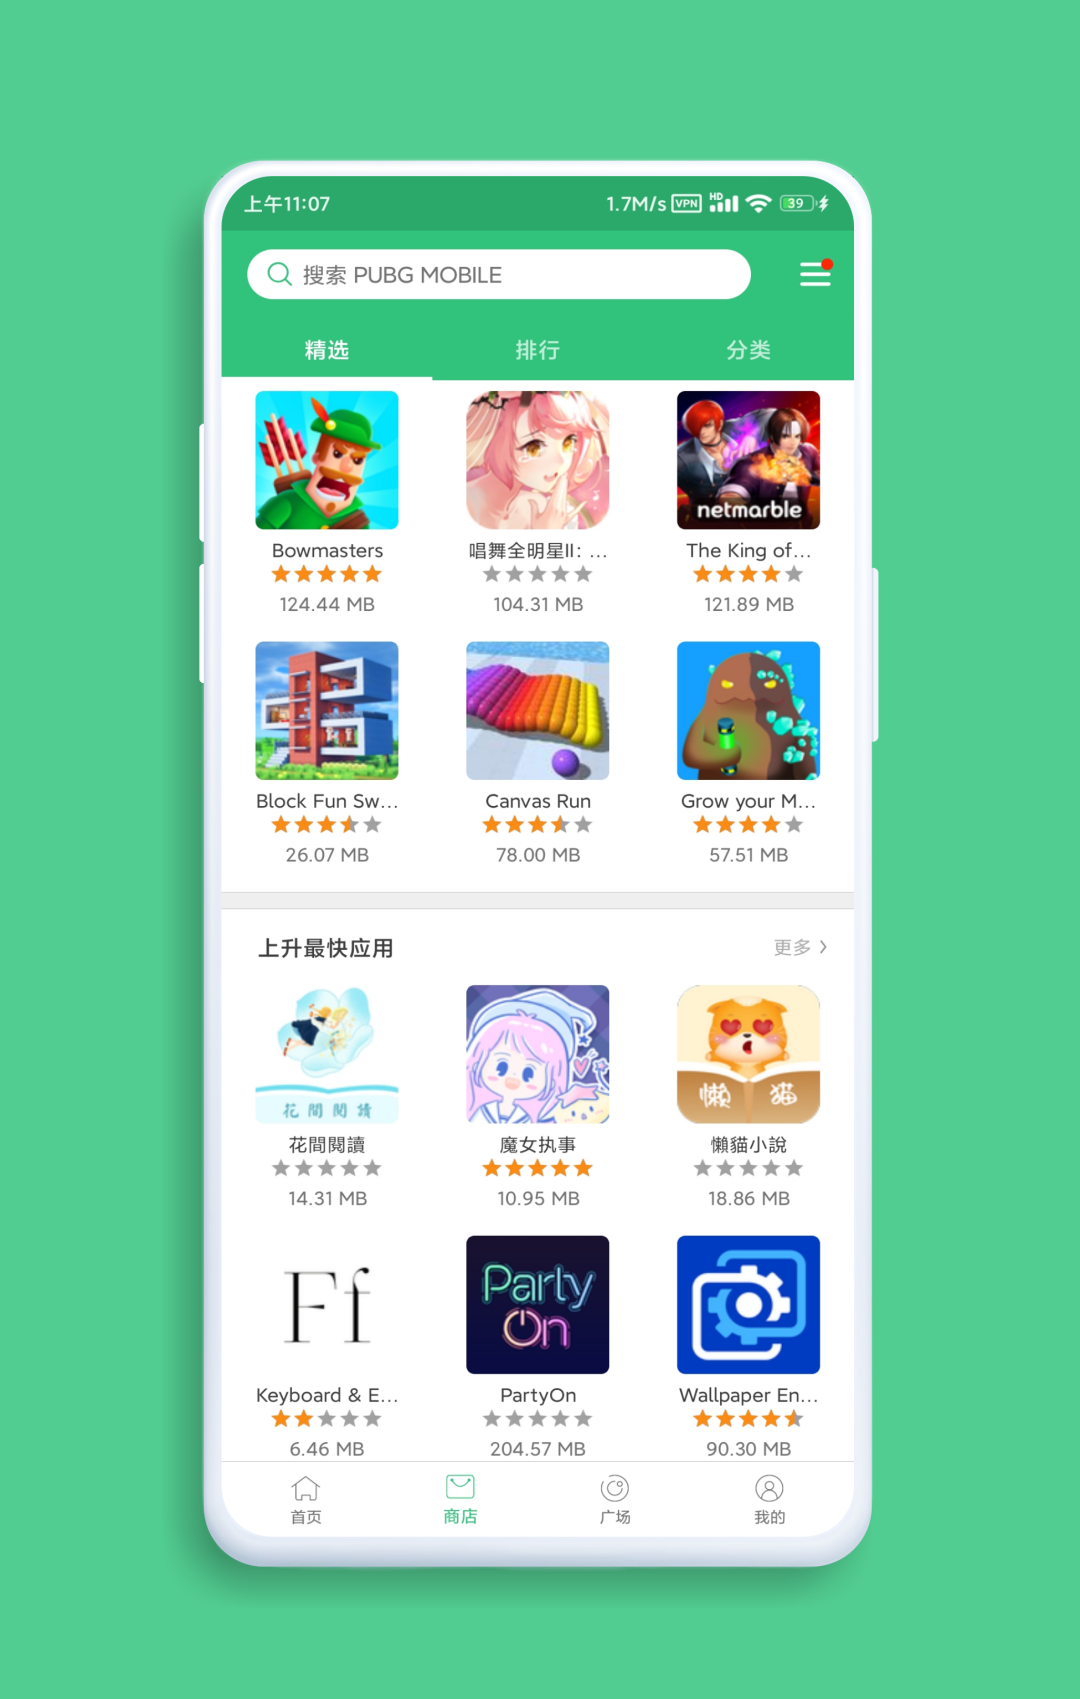 上午11:07
1.7M/s VPN HD 39
搜索 PUBG MOBILE
精选 排行 分类
netmarble
Bowmasters 唱舞全明星II：... The King of...
124.44 MB 104.31 MB 121.89 MB
Block Fun Sw... Canvas Run Grow your M...
26.07 MB 78.00 MB 57.51 MB
上升最快应用 更多
花間閱讀 懒 猫
花間閱讀 魔女执事 懶貓小說
14.31 MB 10.95 MB 18.86 MB
Ff Party On
Keyboard & E... PartyOn Wallpaper En...
6.46 MB 204.57 MB 90.30 MB
首页 商店 广场 我的